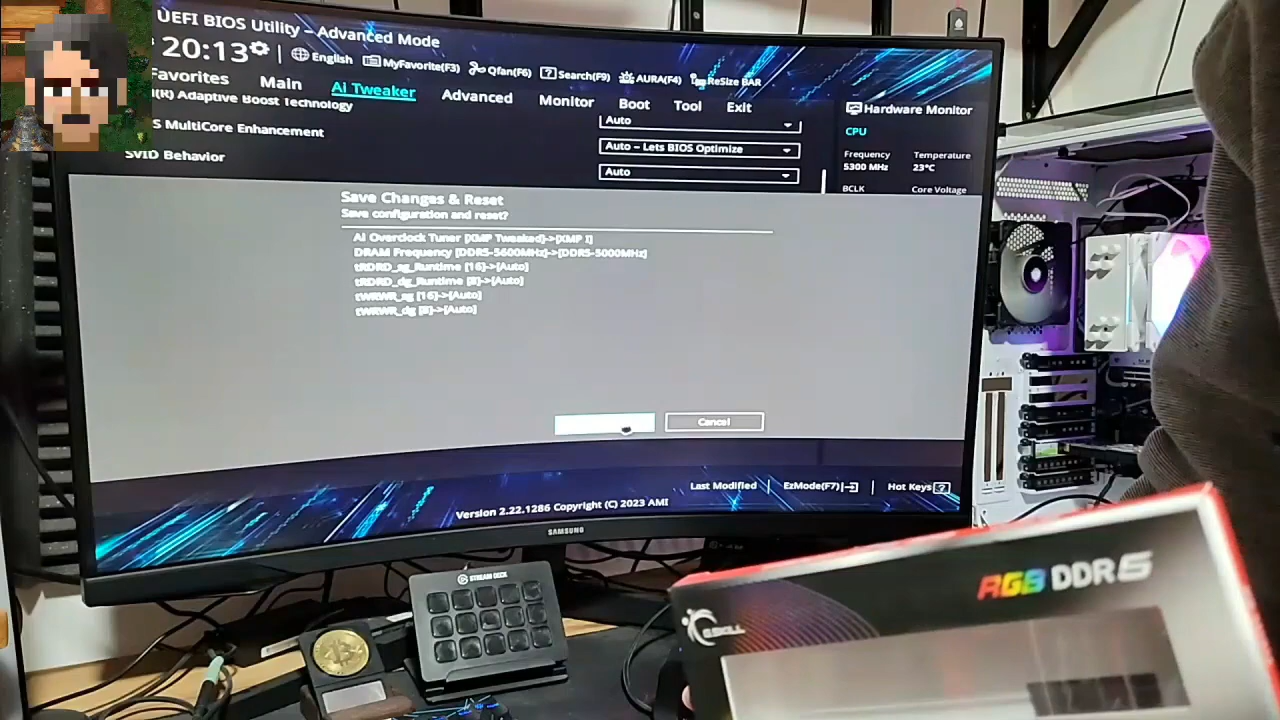 UEFI BIOS Utility – Advanced Mode
20:13
English
MyFavorite(F3)
Qfan(F6)
Search(F9)
AURA(F4)
ReSize BAR
Favorites
Main
Ai Tweaker
Advanced
Monitor
Boot
Tool
Exit
(R) Adaptive Boost Technology
Auto
S MultiCore Enhancement
Auto – Lets BIOS Optimize
SVID Behavior
Auto
Hardware Monitor
CPU
Frequency
Temperature
5300 MHz
23°C
BCLK
Core Voltage
Save Changes & Reset
Save configuration and reset?
AI Overclock Tuner [XMP Tweaked]->[XMP I]
DRAM Frequency [DDR5-5600MHz]->[DDR5-5000MHz]
tRDRD_sg_Runtime [16]->[Auto]
tRDRD_dg_Runtime [8]->[Auto]
tWRWR_sg [16]->[Auto]
tWRWR_dg [8]->[Auto]
Cancel
Last Modified
EzMode(F7)
Hot Keys
Version 2.22.1286 Copyright (C) 2023 AMI
SAMSUNG
STREAM DECK
G.SKILL
RGB DDR5